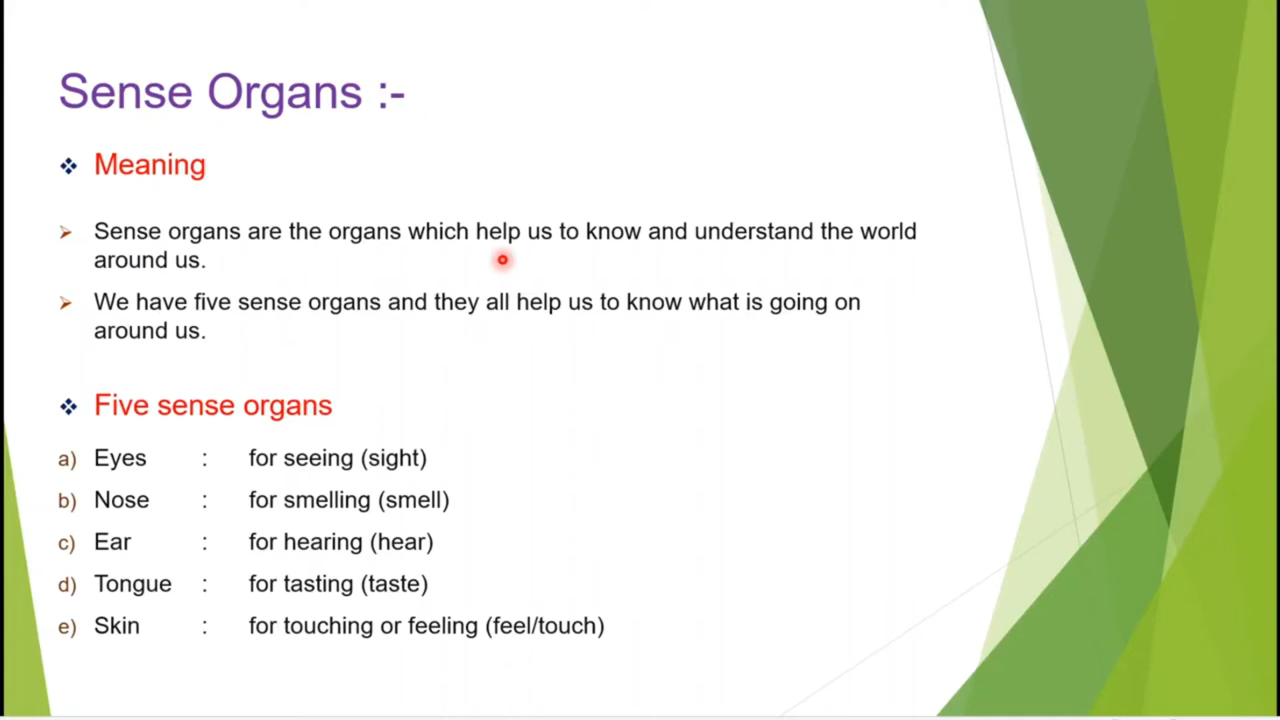 Sense Organs :-
❖ Meaning
➢ Sense organs are the organs which help us to know and understand the world
around us.
➢ We have five sense organs and they all help us to know what is going on
around us.
❖ Five sense organs
a) Eyes : for seeing (sight)
b) Nose : for smelling (smell)
c) Ear : for hearing (hear)
d) Tongue : for tasting (taste)
e) Skin : for touching or feeling (feel/touch)